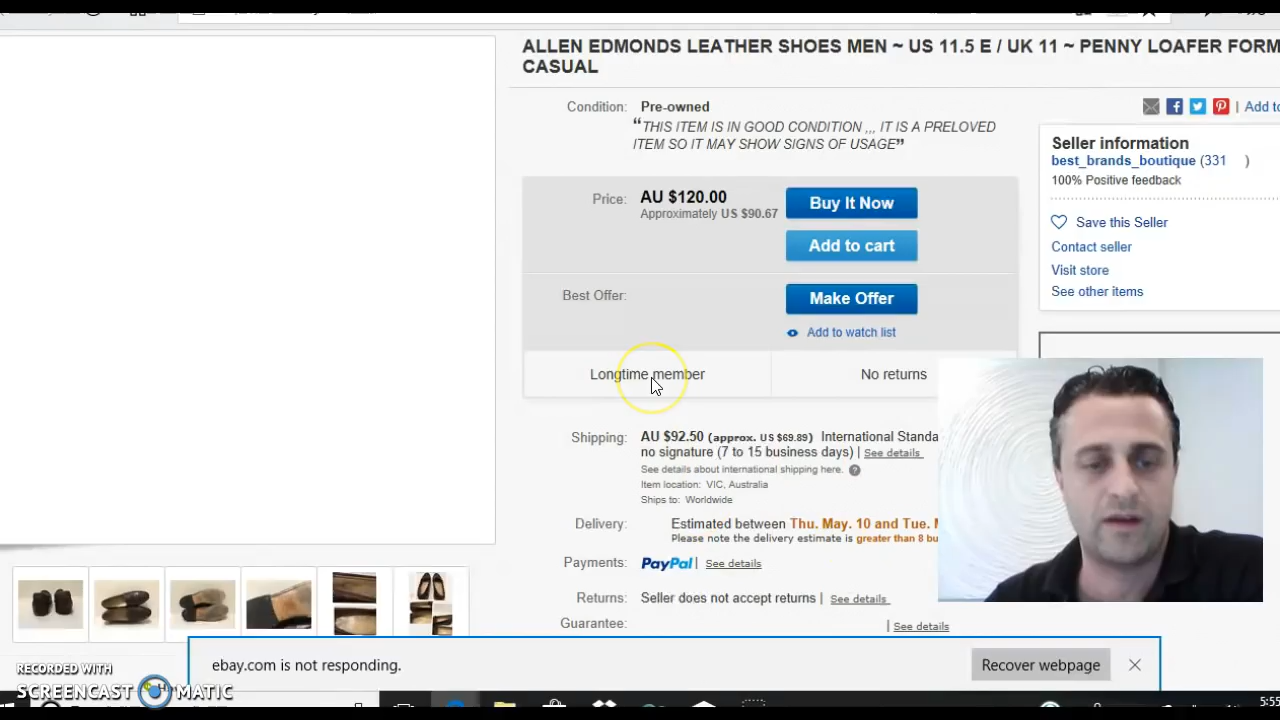 ALLEN EDMONDS LEATHER SHOES MEN ~ US 11.5 E / UK 11 ~ PENNY LOAFER FORM
CASUAL
Condition: Pre-owned
“THIS ITEM IS IN GOOD CONDITION ,,, IT IS A PRELOVED
ITEM SO IT MAY SHOW SIGNS OF USAGE”
| Add to
Seller information
best_brands_boutique (331 )
100% Positive feedback
Save this Seller
Contact seller
Visit store
See other items
Price: AU $120.00
Approximately US $90.67
Buy It Now
Add to cart
Best Offer:
Make Offer
Add to watch list
Longtime member
No returns
Shipping: AU $92.50 (approx. US $69.89) International Standa
no signature (7 to 15 business days) | See details
See details about international shipping here. ?
Item location: VIC, Australia
Ships to: Worldwide
Delivery: Estimated between Thu. May. 10 and Tue. M
Please note the delivery estimate is greater than 8 bu
Payments: PayPal | See details
Returns: Seller does not accept returns | See details
Guarantee: | See details
ebay.com is not responding.
Recover webpage
RECORDED WITH
SCREENCAST MATIC
5:55